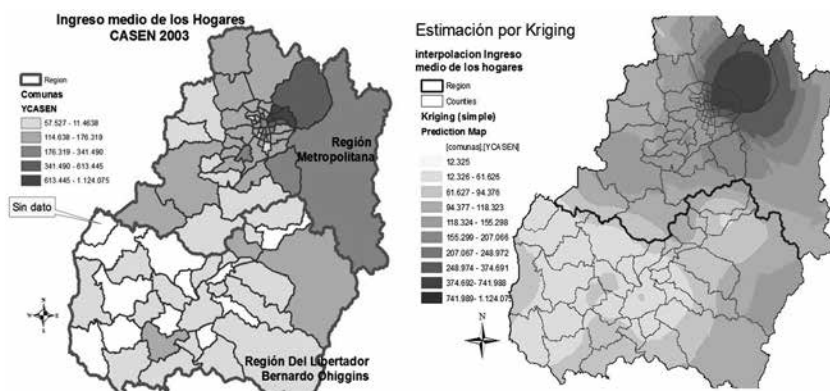 Ingreso medio de los Hogares
CASEN 2003
Region
Comunas
YCASEN
57.527 - 11.4638
114.638 - 176.319
176.319 - 341.490
341.490 - 613.445
613.445 - 1.124.075
Sin dato
Región
Metropolitana
N
Región Del Libertador
Bernardo Ohiggins
Estimación por Kriging
interpolacion Ingreso
medio de los hogares
Region
Counties
Kriging (simple)
Prediction Map
[comunas].[YCASEN]
12.325
12.326 - 61.626
61.627 - 94.376
94.377 - 118.323
118.324 - 155.298
155.299 - 207.066
207.067 - 248.972
248.974 - 374.691
374.692 - 741.988
741.989 - 1.124.075
N